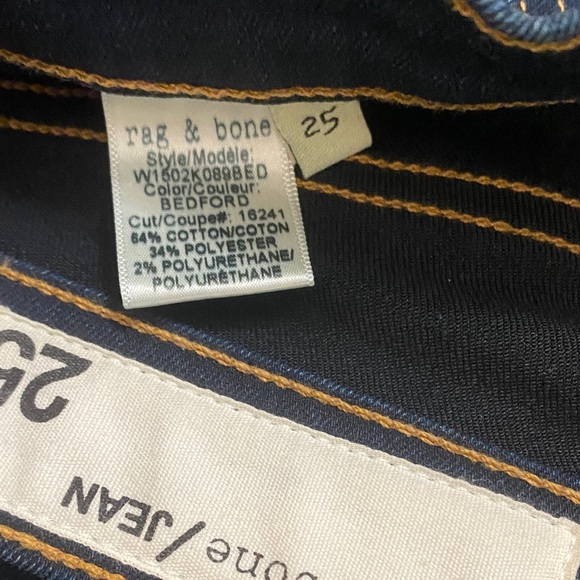 rag & bone
25
Style/Modèle:
W1502K089BED
Color/Couleur:
BEDFORD
Cut/Coupe#: 16241
64% COTTON/COTON
34% POLYESTER
2% POLYURETHANE/
POLYURÉTHANE
25
bone/JEAN